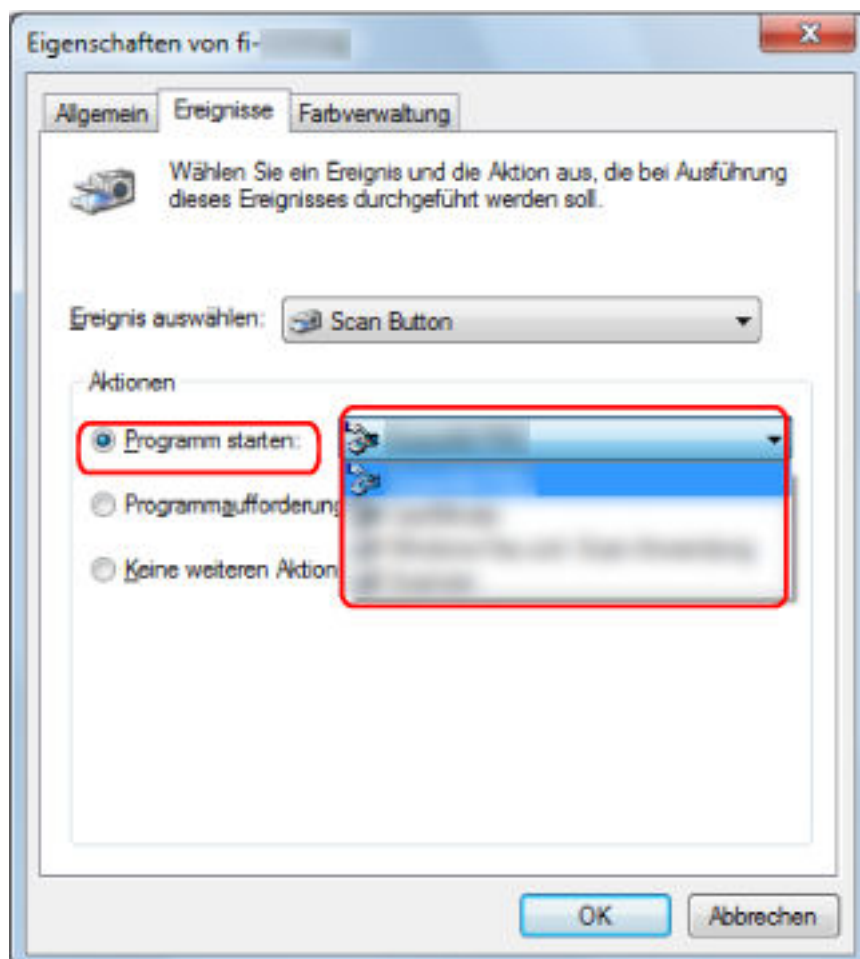 Eigenschaften von fi-
Allgemein
Ereignisse
Farbverwaltung
Wählen Sie ein Ereignis und die Aktion aus, die bei Ausführung
dieses Ereignisses durchgeführt werden soll.
Ereignis auswählen:
Scan Button
Aktionen
Programm starten:
Programmaufforderung
Keine weiteren Aktion
OK
Abbrechen